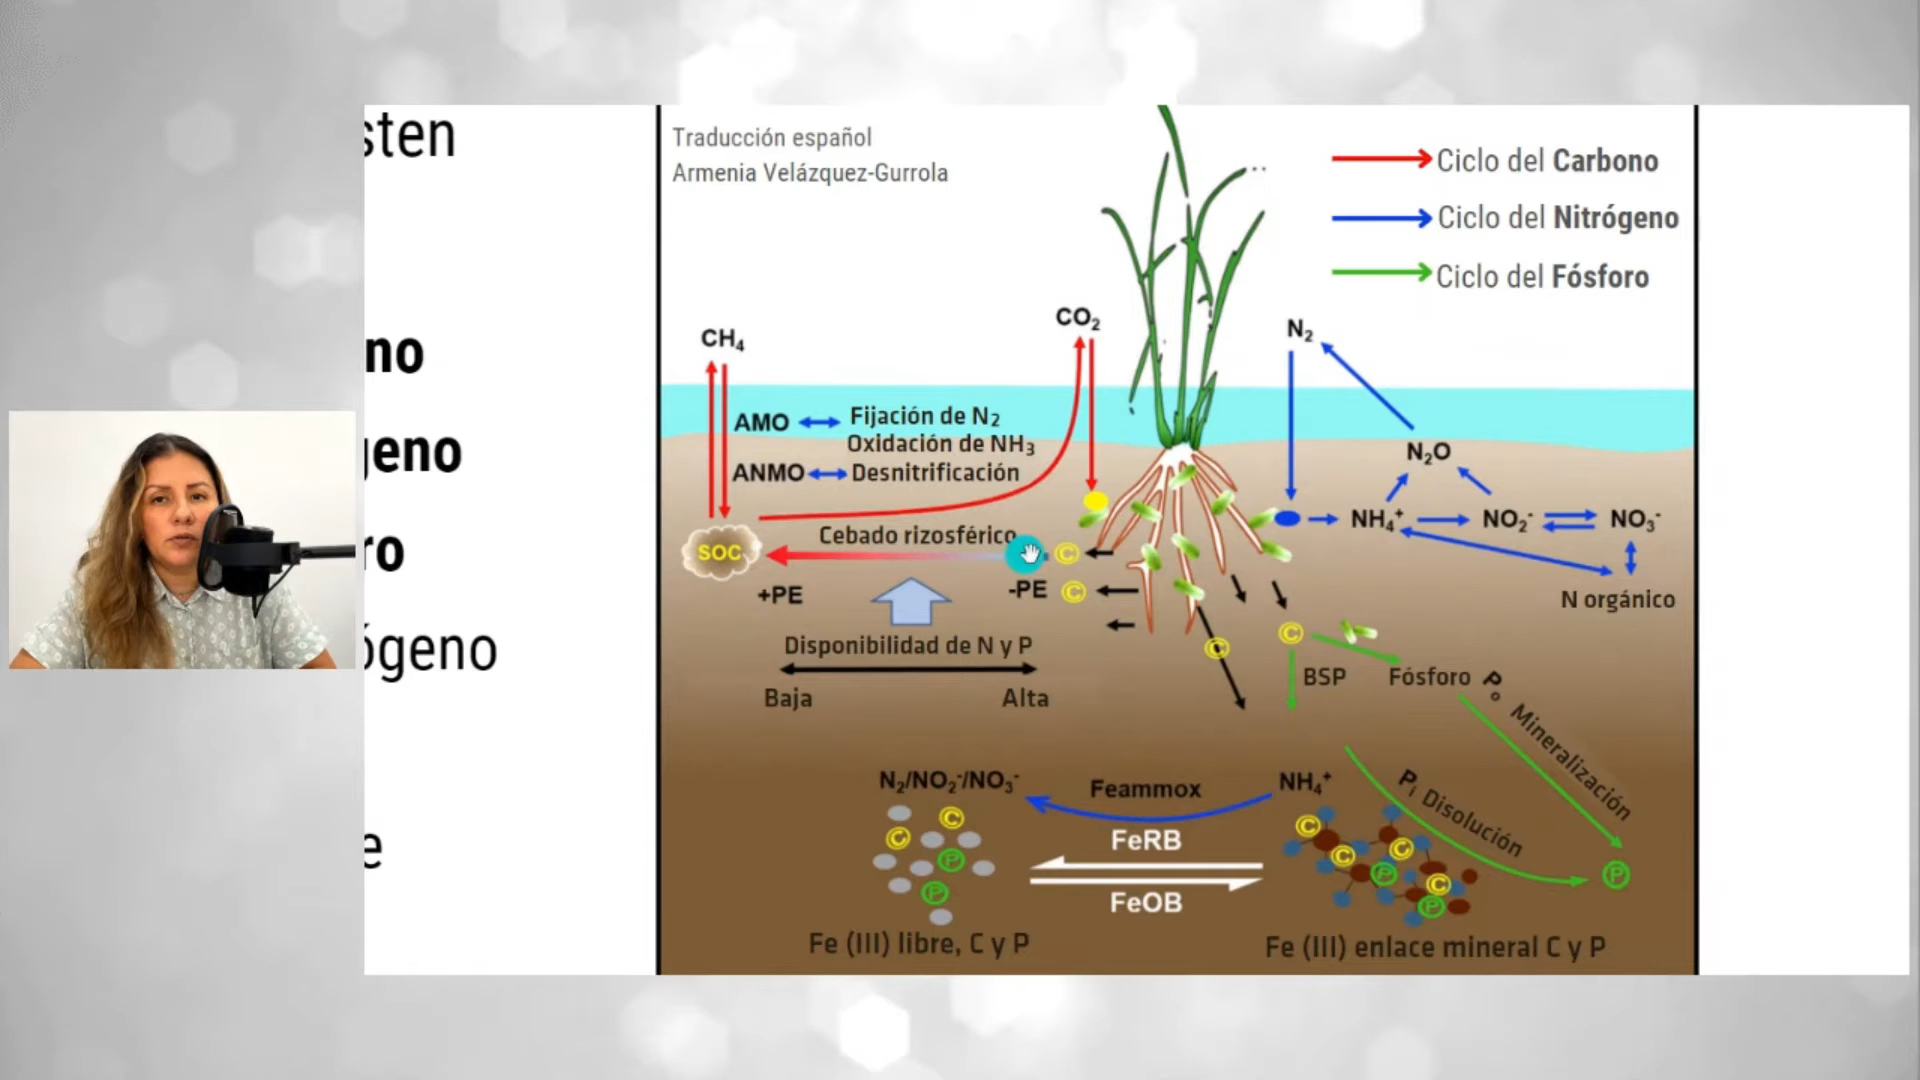 sten
no
geno
ro
ógeno
e
Traducción español
Armenia Velázquez-Gurrola
Ciclo del Carbono
Ciclo del Nitrógeno
Ciclo del Fósforo
CH₄
CO₂
N₂
AMO
Fijación de N₂
Oxidación de NH₃
ANMO
Desnitrificación
N₂O
SOC
Cebado rizosférico
C
NH₄⁺
NO₂⁻
NO₃⁻
+PE
-PE
C
N orgánico
Disponibilidad de N y P
Baja
Alta
C
C
BSP
Fósforo
Pₒ Mineralización
Pᵢ Disolución
N₂/NO₂⁻/NO₃⁻
Feammox
NH₄⁺
FeRB
FeOB
C
C
P
P
C
C
C
P
C
P
P
Fe (III) libre, C y P
Fe (III) enlace mineral C y P